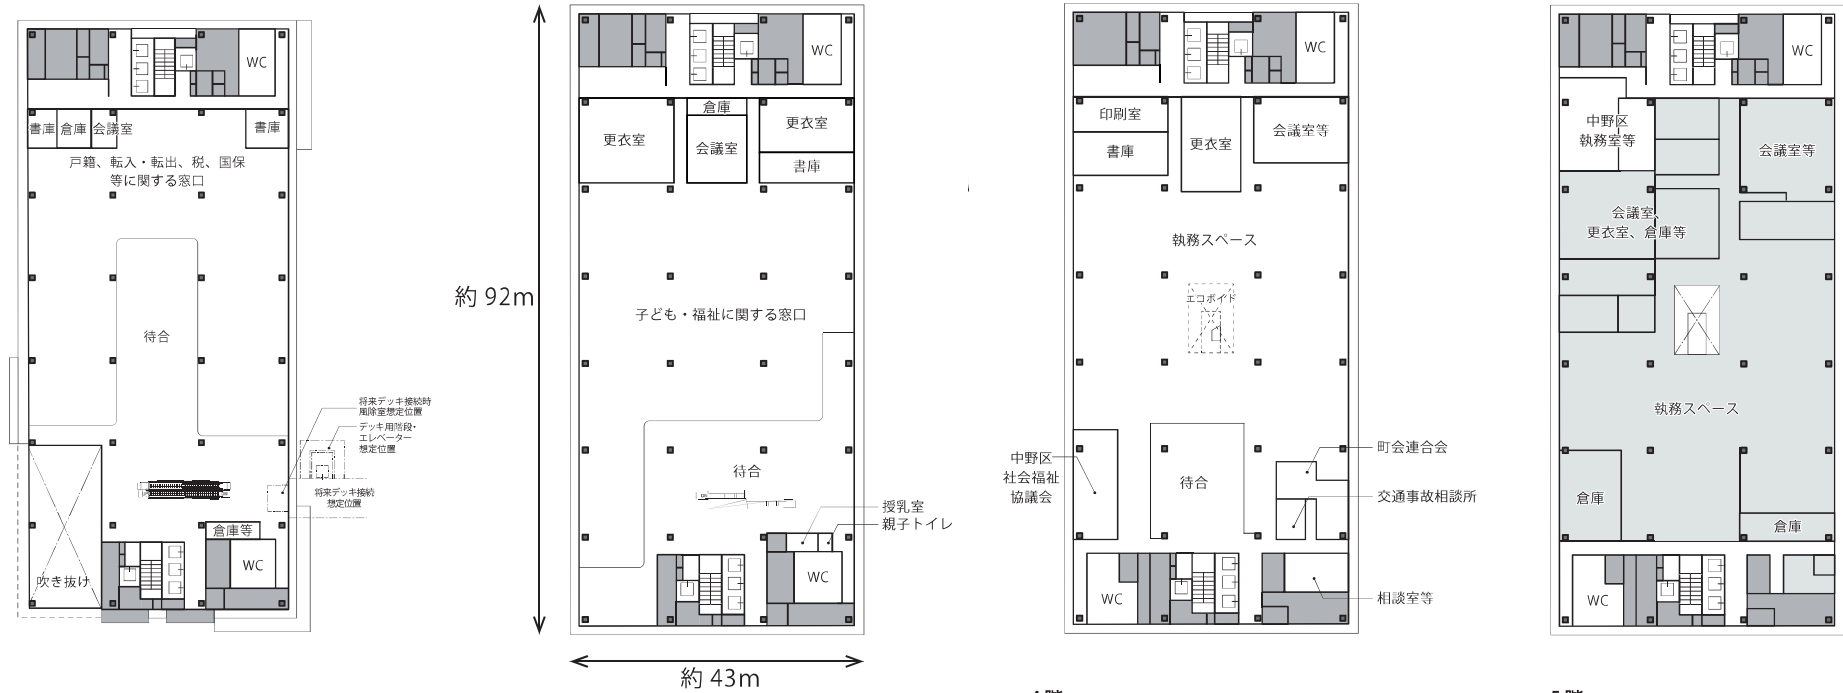 WC
書庫
倉庫
会議室
書庫
戸籍、転入・転出、税、国保
等に関する窓口
待合
将来デッキ接続時
風除室想定位置
デッキ用階段・
エレベーター
想定位置
将来デッキ接続
想定位置
倉庫等
WC
吹き抜け
約 92m
約 43m
WC
更衣室
倉庫
会議室
更衣室
書庫
子ども・福祉に関する窓口
待合
授乳室
親子トイレ
WC
WC
印刷室
書庫
更衣室
会議室等
執務スペース
エコボイド
中野区
社会福祉
協議会
待合
町会連合会
交通事故相談所
WC
相談室等
WC
中野区
執務室等
会議室等
会議室、
更衣室、倉庫等
執務スペース
倉庫
倉庫
WC